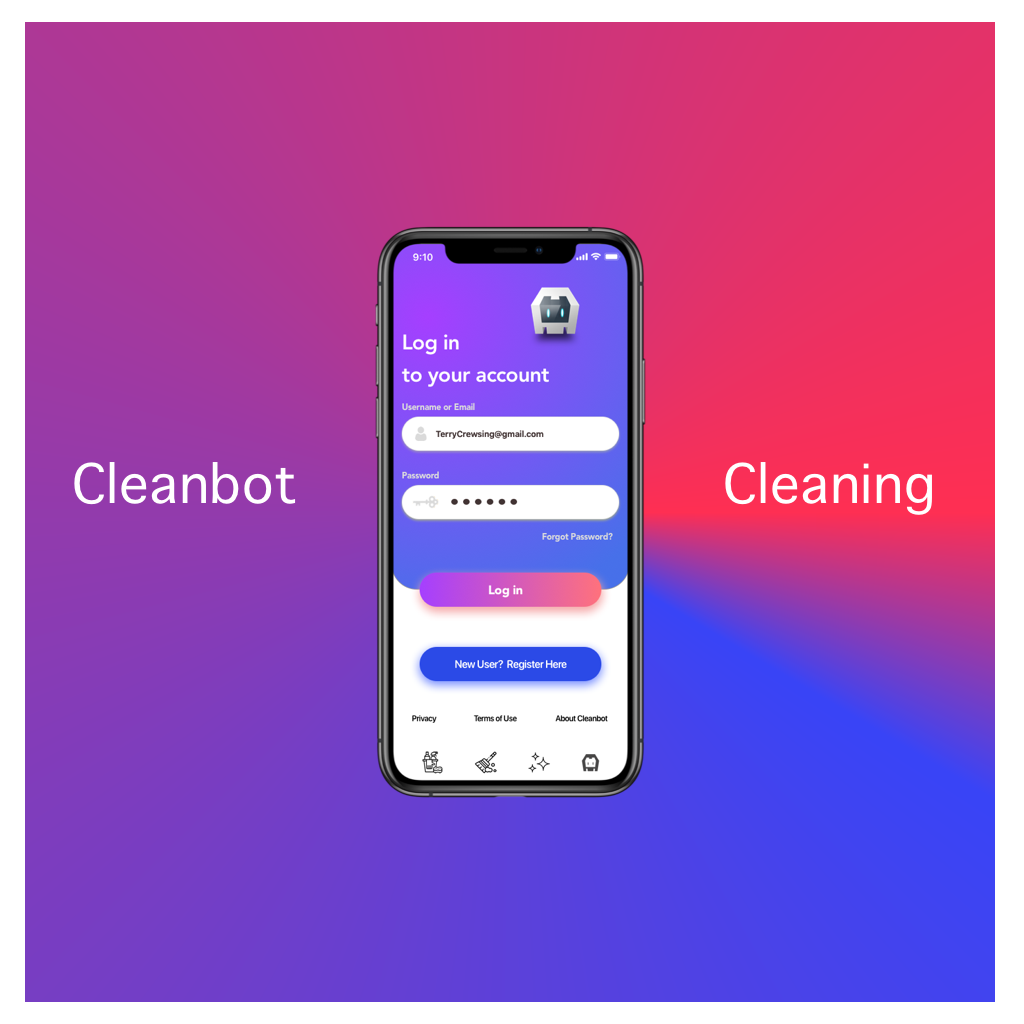 9:10
Log in
to your account
Username or Email
TerryCrewsing@gmail.com
Password
Forgot Password?
Log in
Cleanbot
Cleaning
New User? Register Here
Privacy
Terms of Use
About Cleanbot